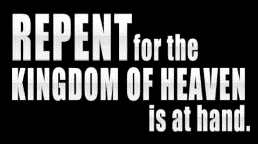 REPENT for the
KINGDOM OF HEAVEN
is at hand.